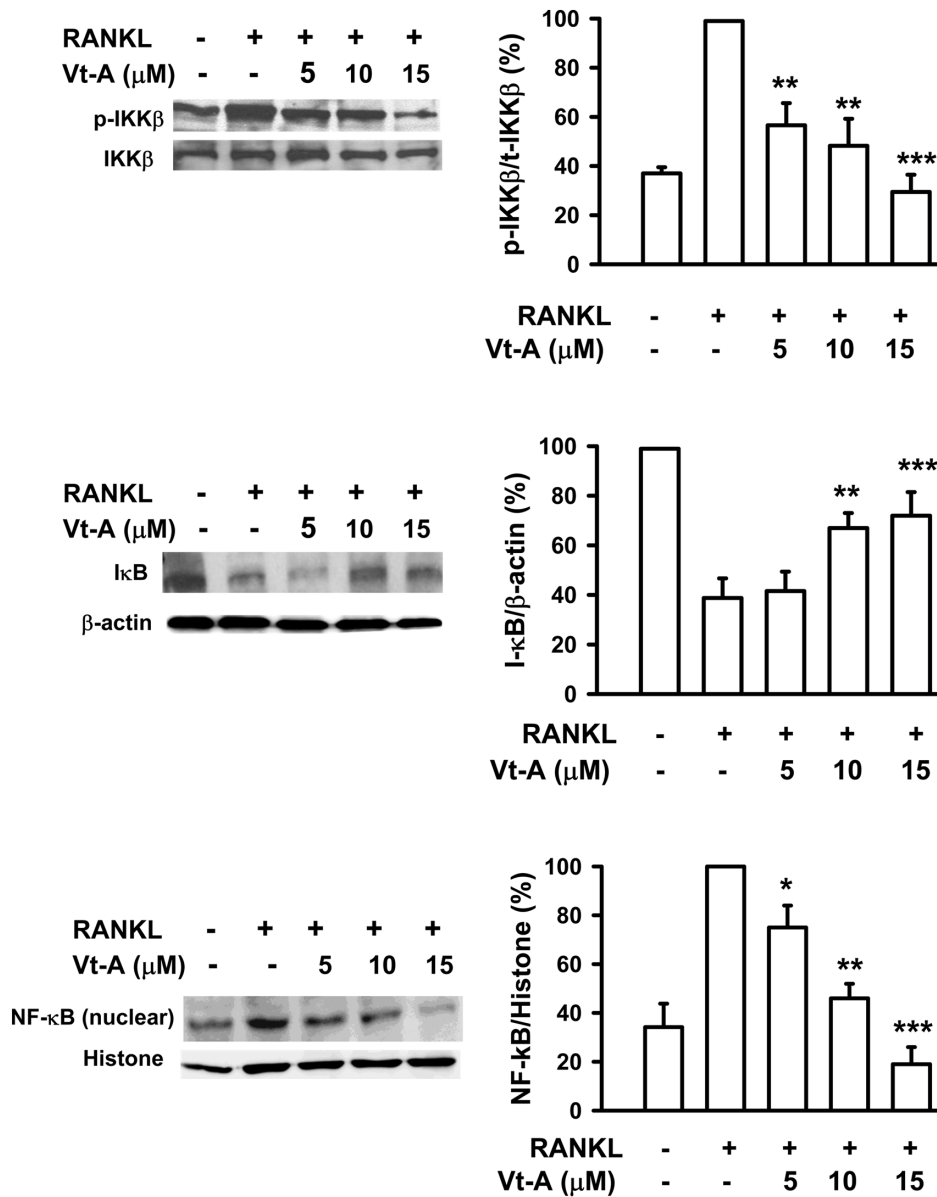 RANKL - + + + +
Vt-A (μM) - - 5 10 15
p-IKKβ
IKKβ
p-IKKβ/t-IKKβ (%)
100
80
60
40
20
0
** ** ***
RANKL - + + + +
Vt-A (μM) - - 5 10 15
RANKL - + + + +
Vt-A (μM) - - 5 10 15
IκB
β-actin
I-κB/β-actin (%)
100
80
60
40
20
0
** ***
RANKL - + + + +
Vt-A (μM) - - 5 10 15
RANKL - + + + +
Vt-A (μM) - - 5 10 15
NF-κB (nuclear)
Histone
NF-kB/Histone (%)
100
80
60
40
20
0
* ** ***
RANKL - + + + +
Vt-A (μM) - - 5 10 15